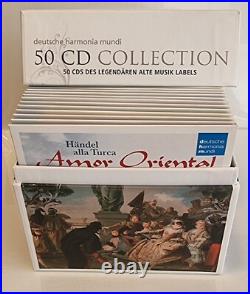 deutsche harmonia mundi
50 CD COLLECTION
50 CDS DES LEGENDÄREN ALTE MUSIK LABELS
Händel
alla Turca
Amor Oriental
deutsche
harmonia
mundi